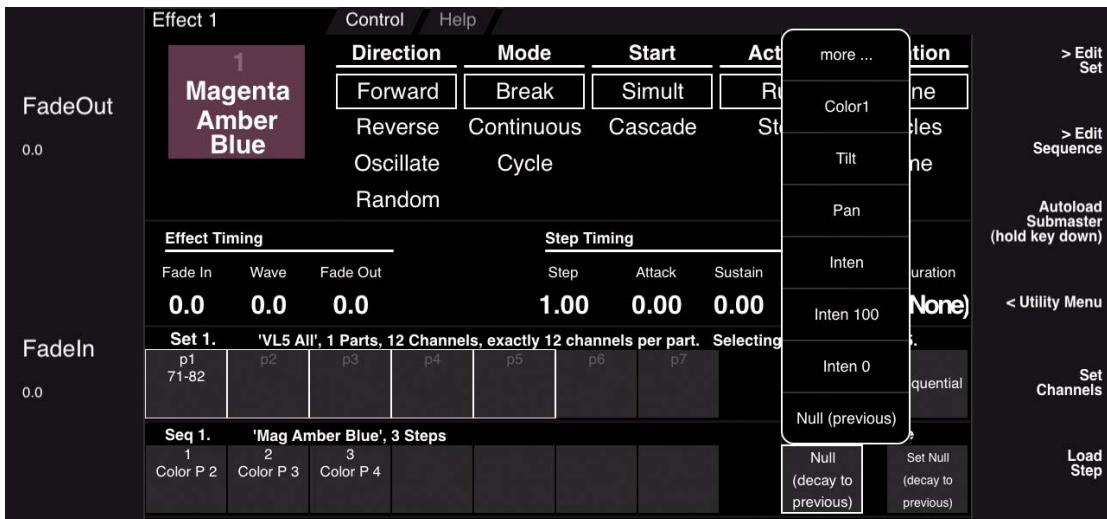 Effect 1 Control Help
1
Magenta
Amber
Blue
Direction Mode Start
Forward Break Simult
Reverse Continuous Cascade
Oscillate Cycle
Random
more ...
Color1
Tilt
Pan
Inten
Inten 100
Inten 0
Null (previous)
Effect Timing Step Timing
Fade In Wave Fade Out Step Attack Sustain
0.0 0.0 0.0 1.00 0.00 0.00 None)
Set 1. 'VL5 All', 1 Parts, 12 Channels, exactly 12 channels per part. Selecting
p1 p2 p3 p4 p5 p6 p7
71-82
Seq 1. 'Mag Amber Blue', 3 Steps
1 2 3
Color P 2 Color P 3 Color P 4
Null
(decay to
previous)
Set Null
(decay to
previous)
FadeOut
0.0
FadeIn
0.0
> Edit
Set
> Edit
Sequence
Autoload
Submaster
(hold key down)
< Utility Menu
Set
Channels
Load
Step